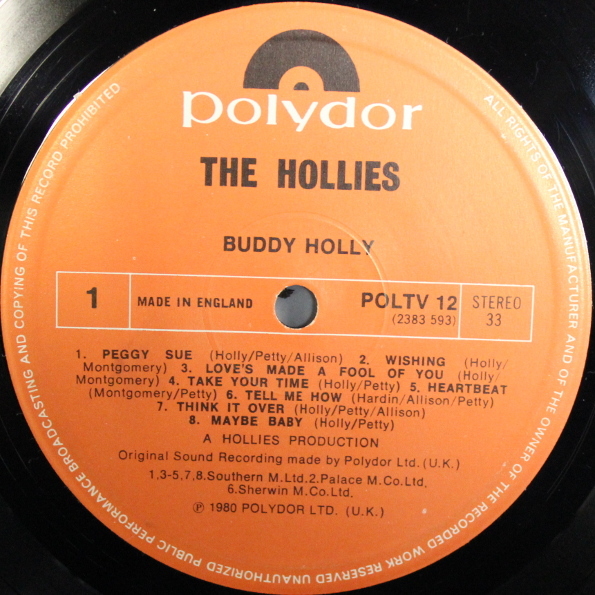 polydor
THE HOLLIES
BUDDY HOLLY
1
MADE IN ENGLAND
POLTV 12
(2383 593)
STEREO
33
1. PEGGY SUE (Holly/Petty/Allison) 2. WISHING (Holly/
Montgomery) 3. LOVE'S MADE A FOOL OF YOU (Holly/
Montgomery) 4. TAKE YOUR TIME (Holly/Petty) 5. HEARTBEAT
(Montgomery/Petty) 6. TELL ME HOW (Hardin/Allison/Petty)
7. THINK IT OVER (Holly/Petty/Allison)
8. MAYBE BABY (Holly/Petty)
A HOLLIES PRODUCTION
Original Sound Recording made by Polydor Ltd. (U.K.)
1,3-5,7,8.Southern M.Ltd.2.Palace M.Co.Ltd.
6.Sherwin M.Co.Ltd.
℗ 1980 POLYDOR LTD. (U.K.)
ALL RIGHTS OF THE MANUFACTURER AND OF THE OWNER OF THE RECORDED WORK RESERVED UNAUTHORIZED PUBLIC PERFORMANCE BROADCASTING AND COPYING OF THIS RECORD PROHIBITED